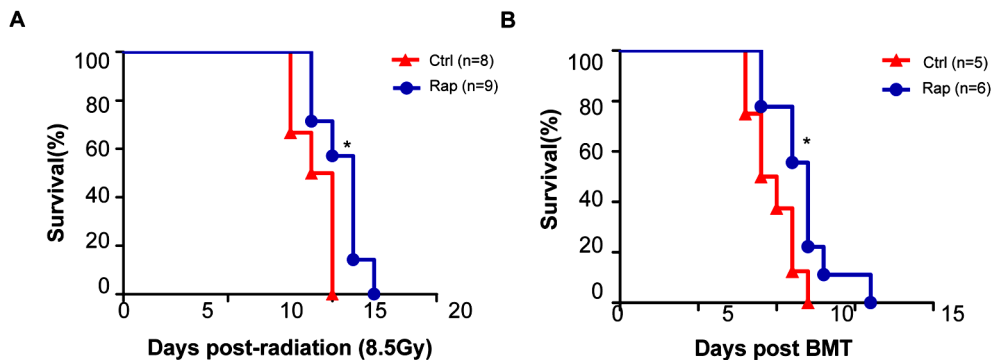 A
100
80
60
40
20
0
Survival(%)
*
Ctrl (n=8)
Rap (n=9)
0
5
10
15
20
Days post-radiation (8.5Gy)
B
100
80
60
40
20
0
Survival(%)
*
Ctrl (n=5)
Rap (n=6)
0
5
10
15
Days post BMT